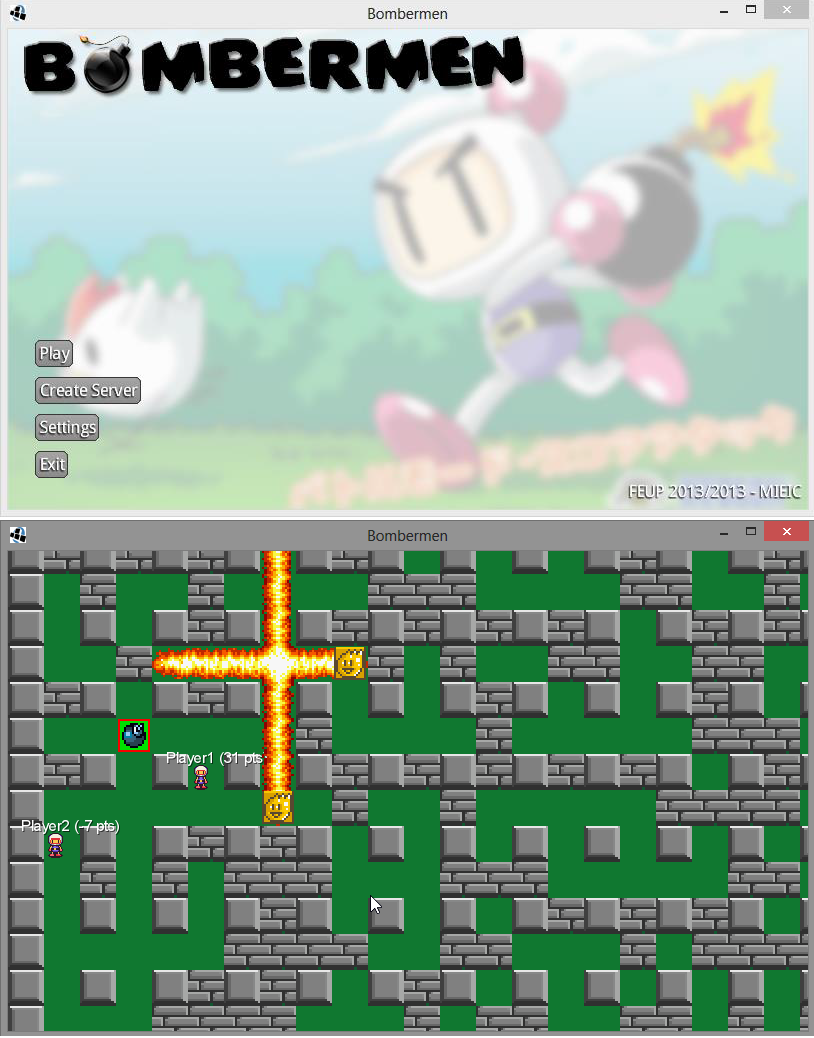 Bombermen
BOMBERMEN
Play
Create Server
Settings
Exit
FEUP 2013/2013 - MIEIC
Bombermen
Player1 (31 pts
Player2 (-7 pts)